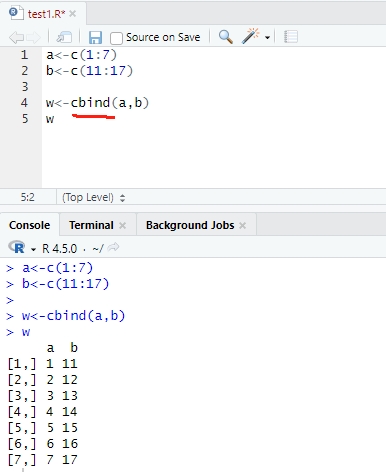 test1.R* ×
Source on Save
1 a<-c(1:7)
2 b<-c(11:17)
3
4 w<-cbind(a,b)
5 w
5:2 (Top Level)
Console Terminal × Background Jobs ×
R R 4.5.0 · ~/
> a<-c(1:7)
> b<-c(11:17)
>
> w<-cbind(a,b)
> w
     a  b
[1,] 1 11
[2,] 2 12
[3,] 3 13
[4,] 4 14
[5,] 5 15
[6,] 6 16
[7,] 7 17